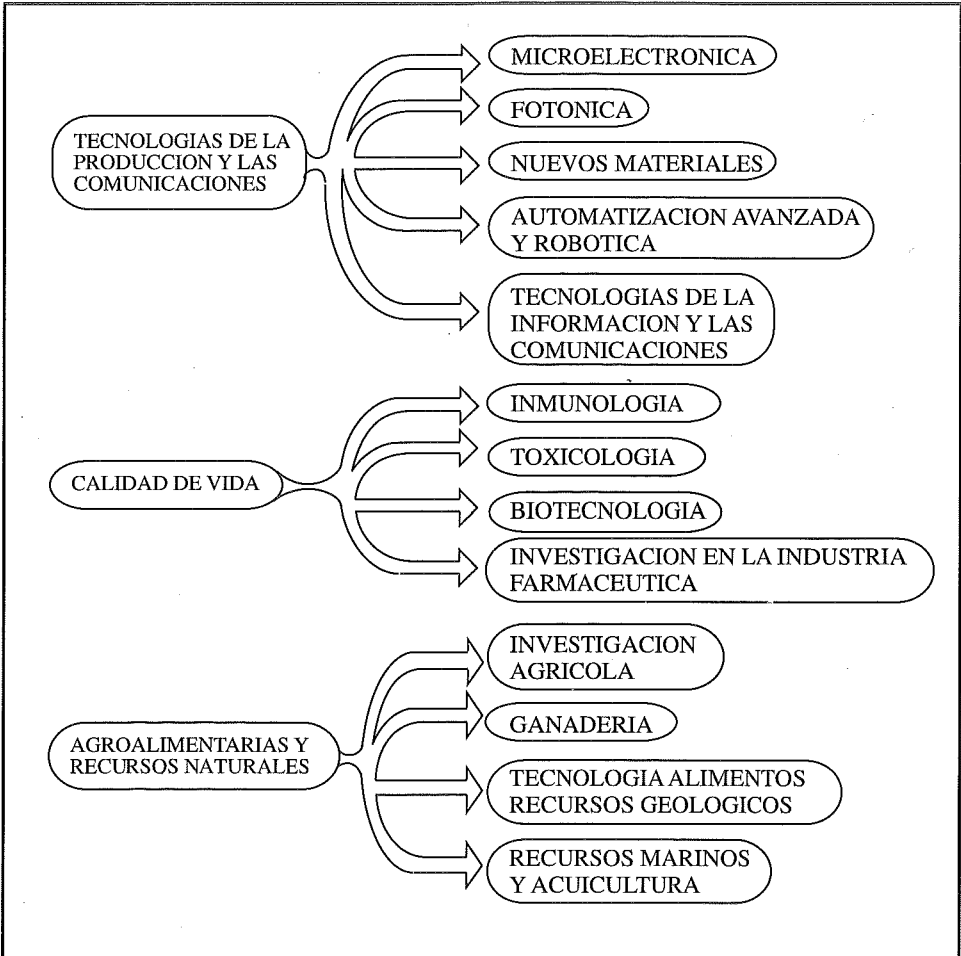 TECNOLOGIAS DE LA
PRODUCCION Y LAS
COMUNICACIONES
MICROELECTRONICA
FOTONICA
NUEVOS MATERIALES
AUTOMATIZACION AVANZADA
Y ROBOTICA
TECNOLOGIAS DE LA
INFORMACION Y LAS
COMUNICACIONES
CALIDAD DE VIDA
INMUNOLOGIA
TOXICOLOGIA
BIOTECNOLOGIA
INVESTIGACION EN LA INDUSTRIA
FARMACEUTICA
AGROALIMENTARIAS Y
RECURSOS NATURALES
INVESTIGACION
AGRICOLA
GANADERIA
TECNOLOGIA ALIMENTOS
RECURSOS GEOLOGICOS
RECURSOS MARINOS
Y ACUICULTURA